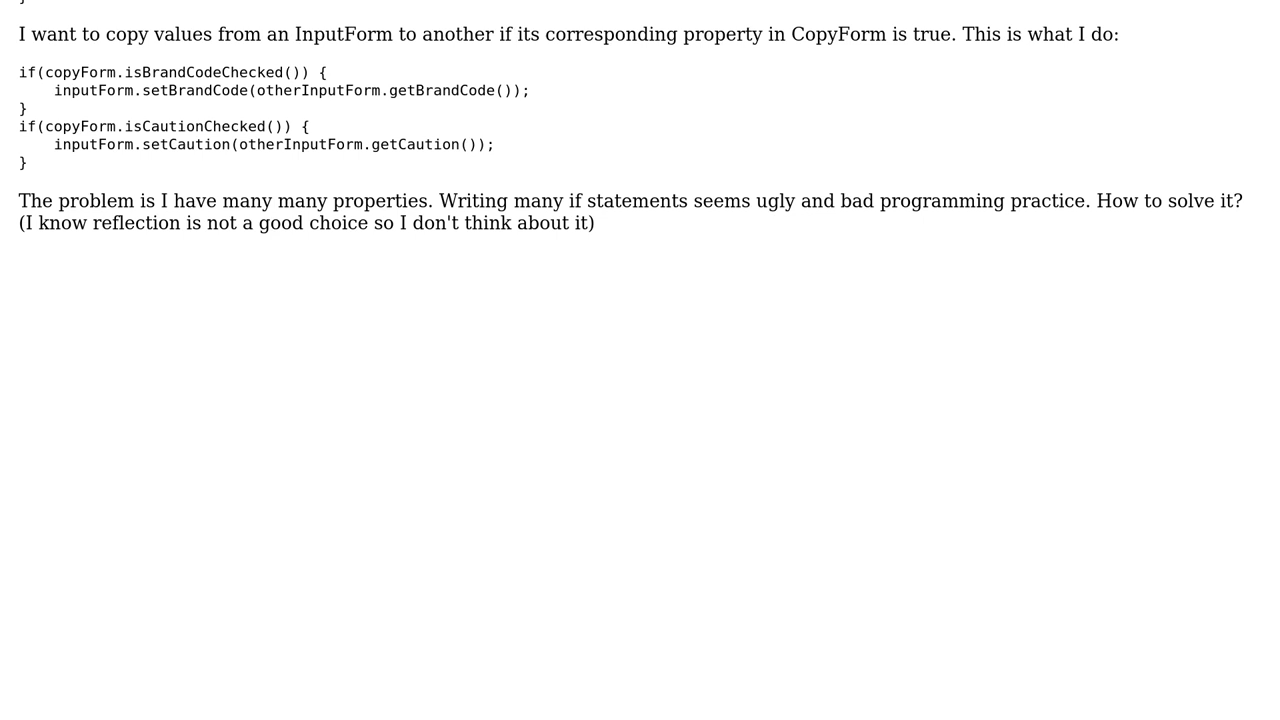 }
I want to copy values from an InputForm to another if its corresponding property in CopyForm is true. This is what I do:
if(copyForm.isBrandCodeChecked()) {
    inputForm.setBrandCode(otherInputForm.getBrandCode());
}
if(copyForm.isCautionChecked()) {
    inputForm.setCaution(otherInputForm.getCaution());
}
The problem is I have many many properties. Writing many if statements seems ugly and bad programming practice. How to solve it?
(I know reflection is not a good choice so I don't think about it)